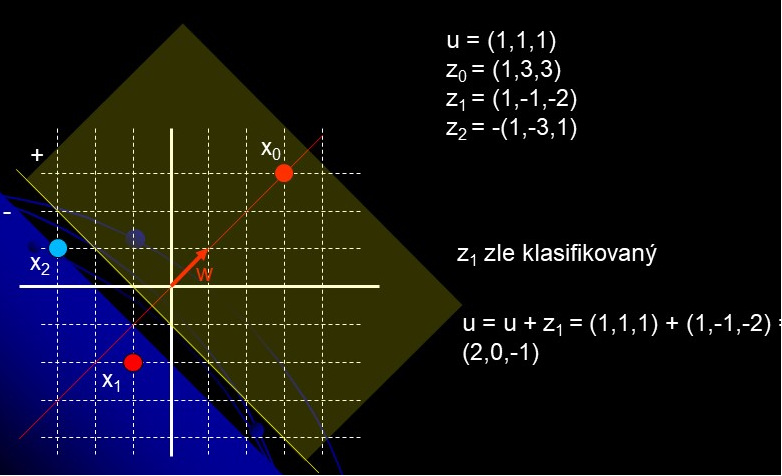 u = (1,1,1)
z0 = (1,3,3)
z1 = (1,-1,-2)
z2 = -(1,-3,1)
+
x0
-
x2
w
z1 zle klasifikovaný
u = u + z1 = (1,1,1) + (1,-1,-2) =
(2,0,-1)
x1